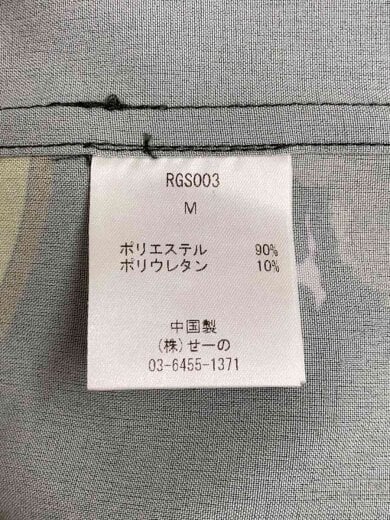 RGS003
M
ポリエステル 90%
ポリウレタン 10%
中国製
(株)せーの
03-6455-1371